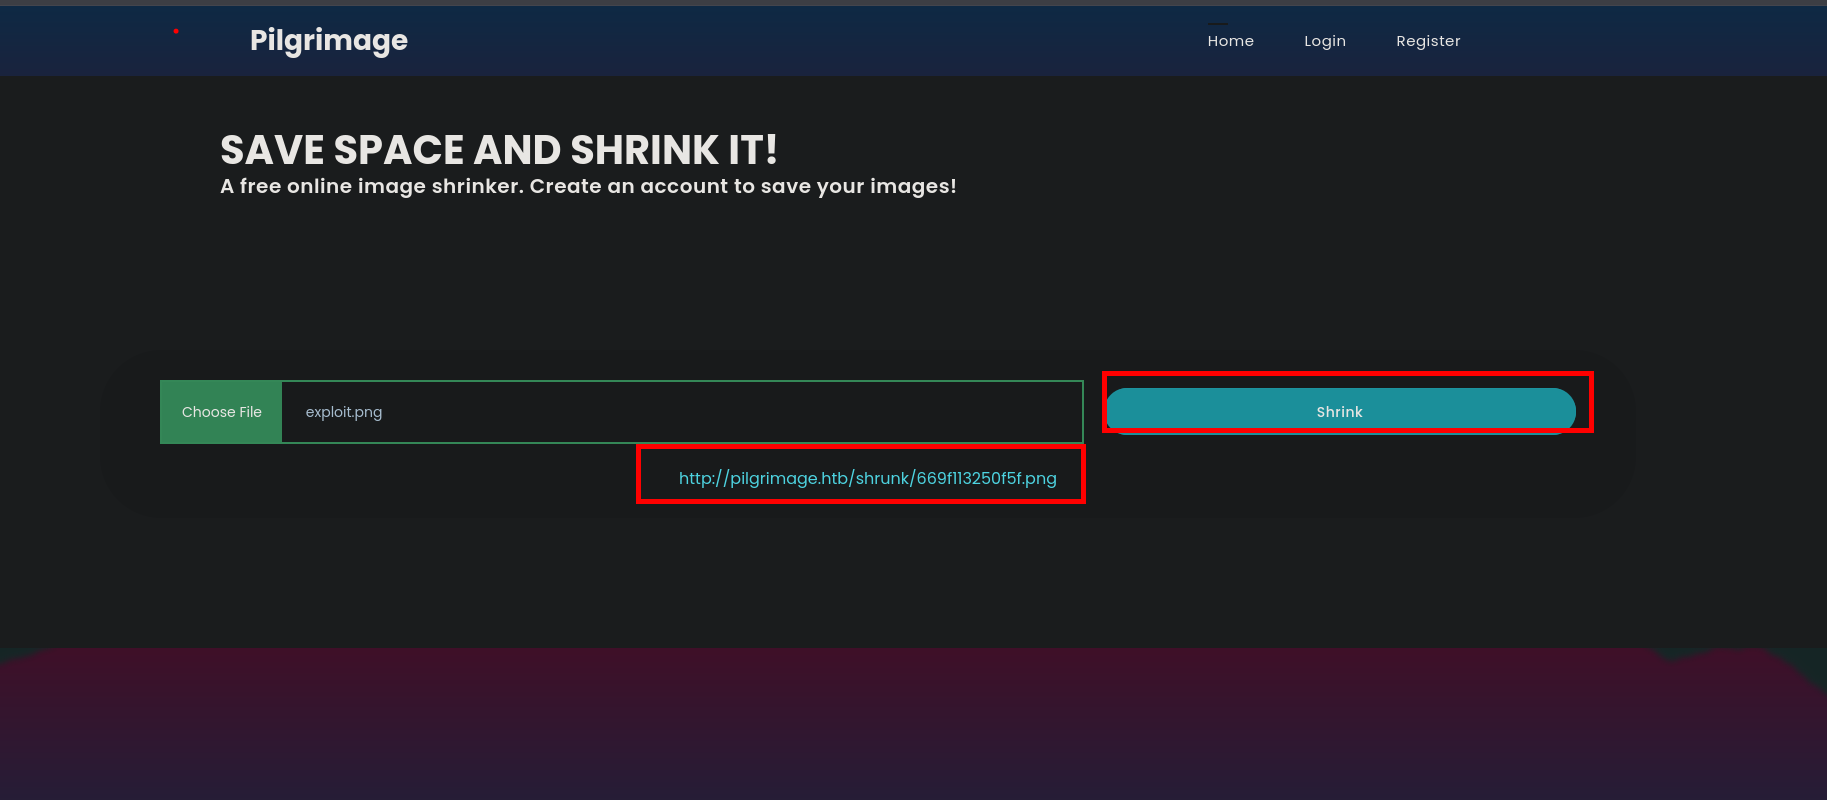 Pilgrimage
Home
Login
Register
SAVE SPACE AND SHRINK IT!
A free online image shrinker. Create an account to save your images!
Choose File
exploit.png
Shrink
http://pilgrimage.htb/shrunk/669f113250f5f.png